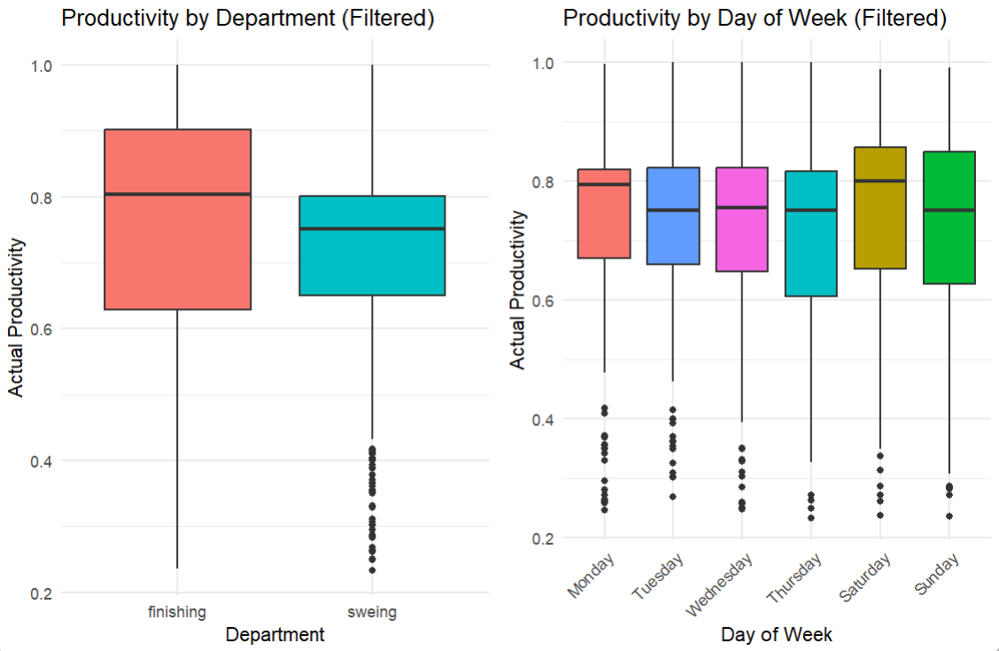 Productivity by Department (Filtered)
Actual Productivity
1.0
0.8
0.6
0.4
0.2
finishing
sweing
Department
Productivity by Day of Week (Filtered)
Actual Productivity
1.0
0.8
0.6
0.4
0.2
Monday
Tuesday
Wednesday
Thursday
Saturday
Sunday
Day of Week